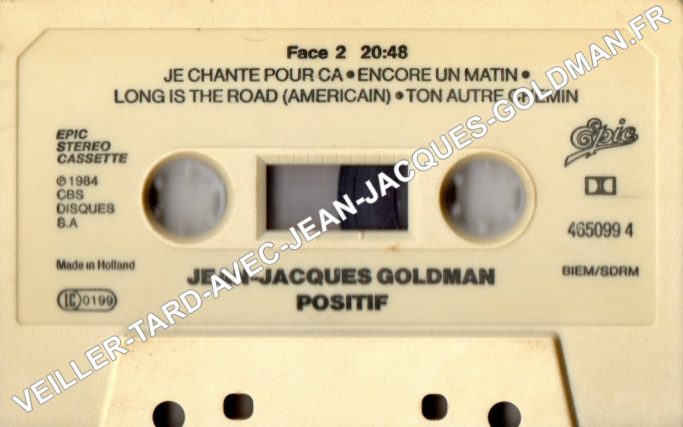 Face 2 20:48
JE CHANTE POUR CA • ENCORE UN MATIN •
LONG IS THE ROAD (AMERICAIN) • TON AUTRE CHEMIN
EPIC
STEREO
CASSETTE
℗ 1984
CBS
DISQUES
S.A
Epic
465099 4
Made in Holland
BIEM/SDRM
LC 0199
JEAN-JACQUES GOLDMAN
POSITIF
VEILLER-TARD-AVEC-JEAN-JACQUES-GOLDMAN.FR